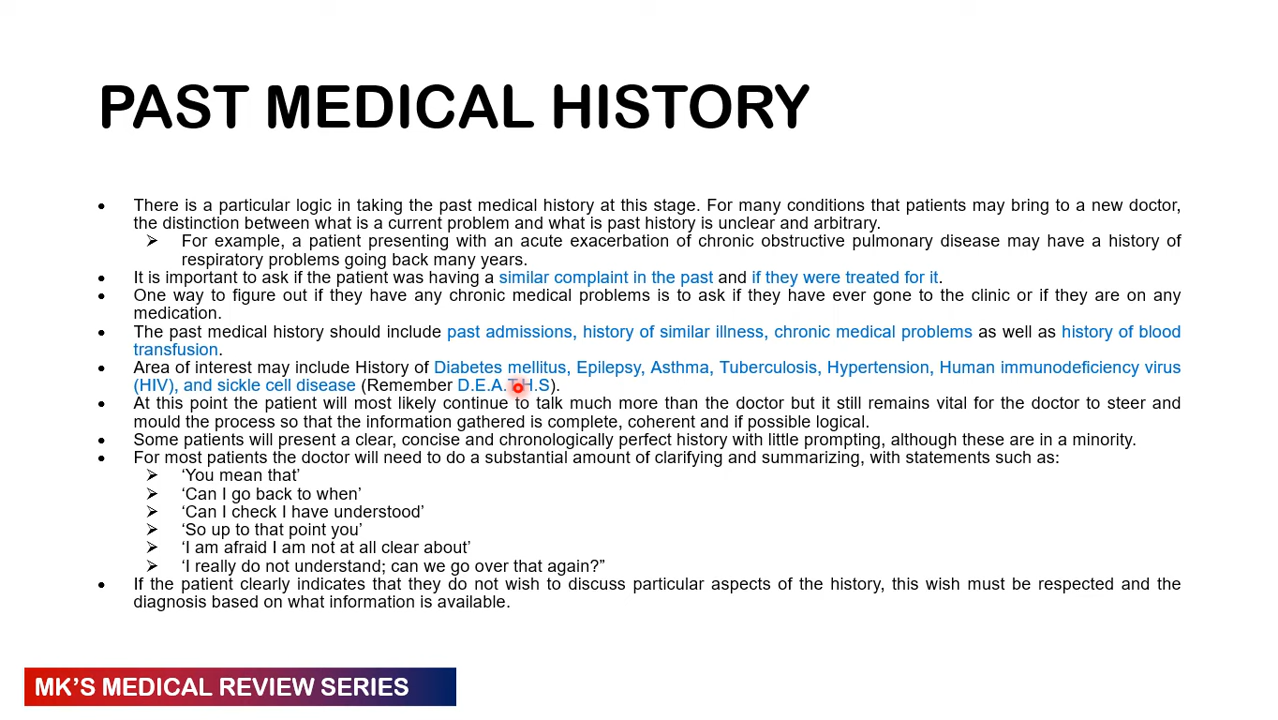 PAST MEDICAL HISTORY
• There is a particular logic in taking the past medical history at this stage. For many conditions that patients may bring to a new doctor,
the distinction between what is a current problem and what is past history is unclear and arbitrary.
➢ For example, a patient presenting with an acute exacerbation of chronic obstructive pulmonary disease may have a history of
respiratory problems going back many years.
• It is important to ask if the patient was having a similar complaint in the past and if they were treated for it.
• One way to figure out if they have any chronic medical problems is to ask if they have ever gone to the clinic or if they are on any
medication.
• The past medical history should include past admissions, history of similar illness, chronic medical problems as well as history of blood
transfusion.
• Area of interest may include History of Diabetes mellitus, Epilepsy, Asthma, Tuberculosis, Hypertension, Human immunodeficiency virus
(HIV), and sickle cell disease (Remember D.E.A.T.H.S).
• At this point the patient will most likely continue to talk much more than the doctor but it still remains vital for the doctor to steer and
mould the process so that the information gathered is complete, coherent and if possible logical.
• Some patients will present a clear, concise and chronologically perfect history with little prompting, although these are in a minority.
• For most patients the doctor will need to do a substantial amount of clarifying and summarizing, with statements such as:
➢ ‘You mean that’
➢ ‘Can I go back to when’
➢ ‘Can I check I have understood’
➢ ‘So up to that point you’
➢ ‘I am afraid I am not at all clear about’
➢ ‘I really do not understand; can we go over that again?”
• If the patient clearly indicates that they do not wish to discuss particular aspects of the history, this wish must be respected and the
diagnosis based on what information is available.
MK’S MEDICAL REVIEW SERIES